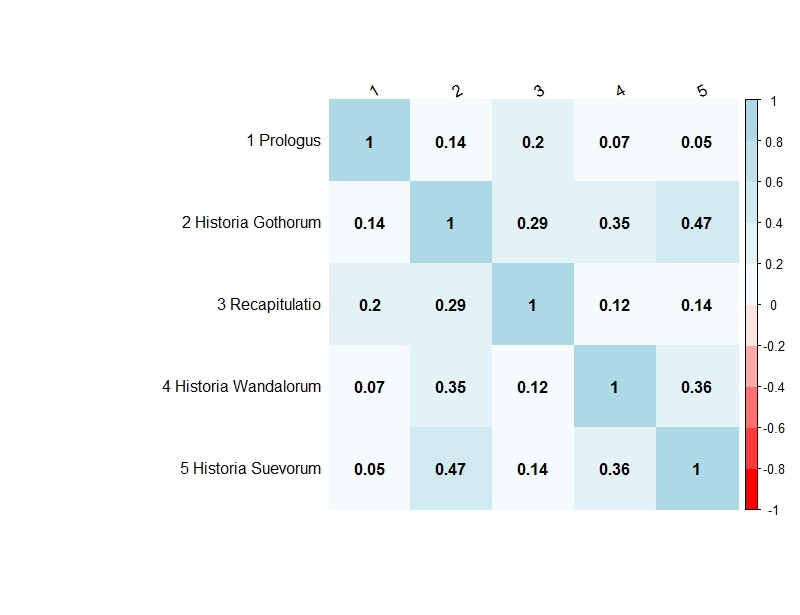 1 2 3 4 5
1 Prologus 1 0.14 0.2 0.07 0.05
2 Historia Gothorum 0.14 1 0.29 0.35 0.47
3 Recapitulatio 0.2 0.29 1 0.12 0.14
4 Historia Wandalorum 0.07 0.35 0.12 1 0.36
5 Historia Suevorum 0.05 0.47 0.14 0.36 1
1
0.8
0.6
0.4
0.2
0
-0.2
-0.4
-0.6
-0.8
-1